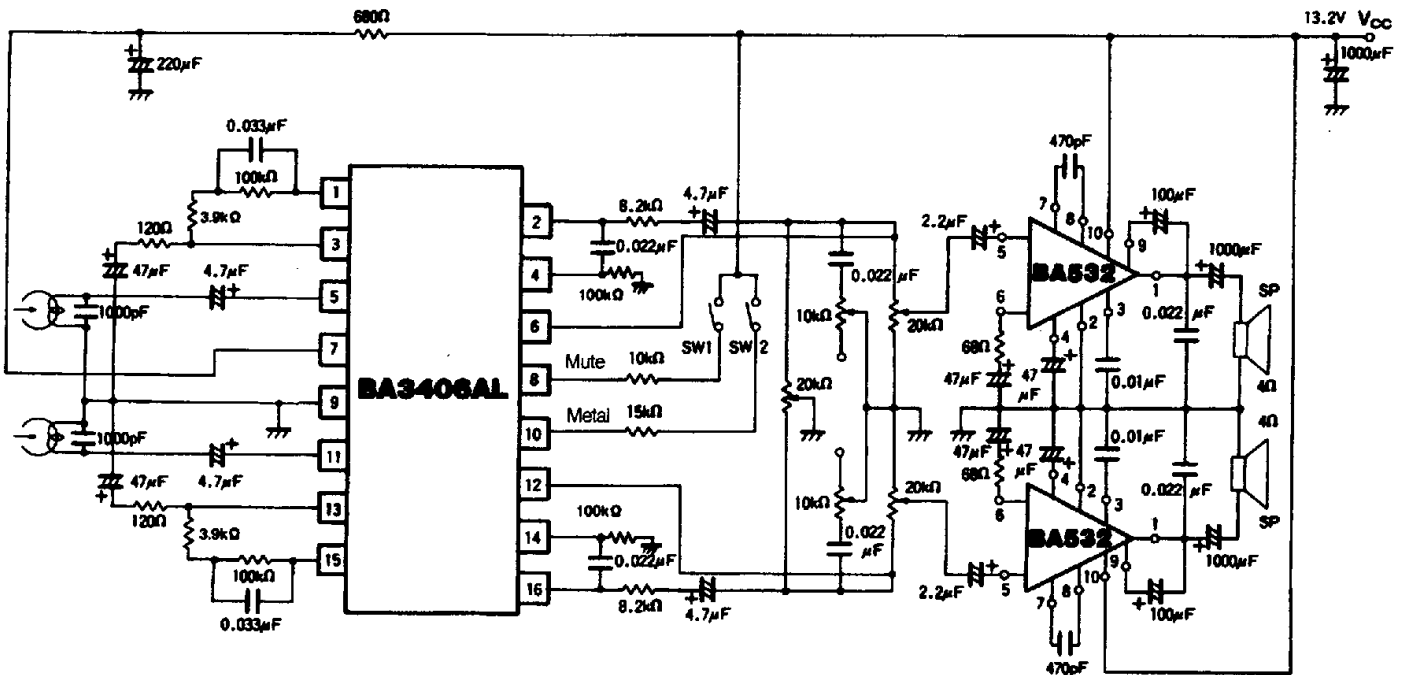 680Ω
13.2V VCC
220μF
1000μF
0.033μF
100kΩ
3.9kΩ
120Ω
47μF
4.7μF
1000pF
1000pF
47μF
4.7μF
120Ω
3.9kΩ
100kΩ
0.033μF
1
3
5
7
9
11
13
15
BA3406AL
2
4
6
8
10
12
14
16
8.2kΩ
4.7μF
0.022μF
100kΩ
Mute
10kΩ
SW1
SW 2
Metal
15kΩ
20kΩ
0.022 μF
10kΩ
20kΩ
100kΩ
0.022μF
8.2kΩ
4.7μF
10kΩ
0.022
μF
20kΩ
470pF
7
8
10
9
100μF
2.2μF
5
BA532
1
1000μF
SP
6
4
2
3
0.022
μF
68Ω
47μF
47
μF
0.01μF
4Ω
4Ω
47μF
47
μF
0.01μF
68Ω
4
2
3
0.022
μF
6
BA532
1
SP
2.2μF
5
7
8
10
9
1000μF
100μF
470pF